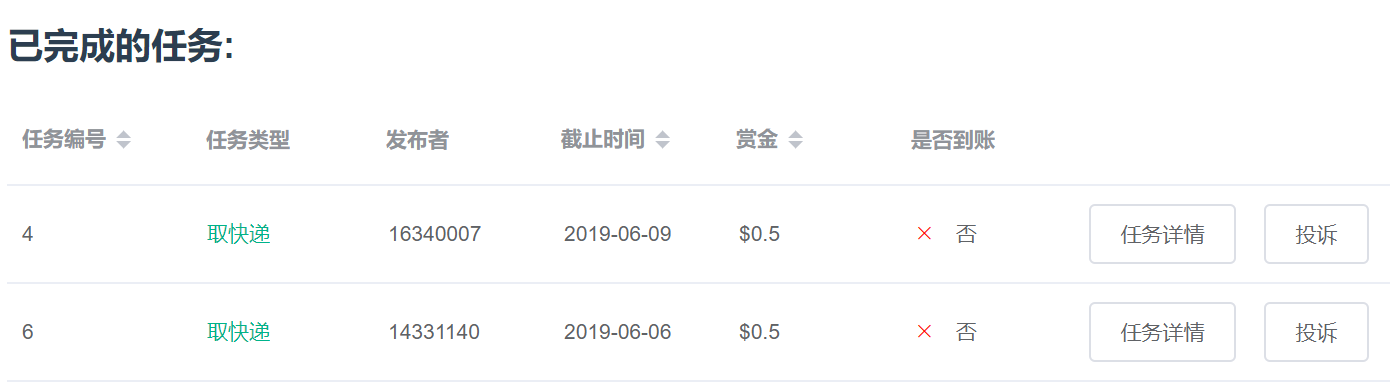 已完成的任务:
任务编号 任务类型 发布者 截止时间 赏金 是否到账
4 取快递 16340007 2019-06-09 $0.5 否 任务详情 投诉
6 取快递 14331140 2019-06-06 $0.5 否 任务详情 投诉